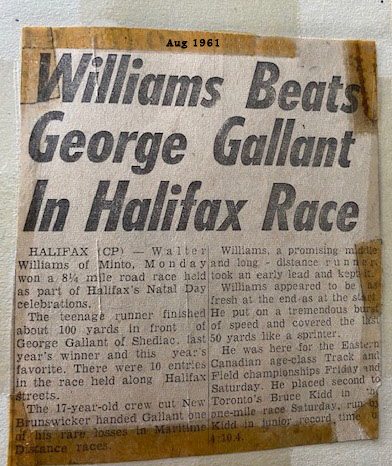 Aug 1961
Williams Beats
George Gallant
In Halifax Race
HALIFAX (CP) — Walter
Williams of Minto, Monday
won a 8¼ mile road race held
as part of Halifax's Natal Day
celebrations.
The teenage runner finished
about 100 yards in front of
George Gallant of Shediac, last
year's winner and this year's
favorite. There were 10 entries
in the race held along Halifax
streets.
The 17-year-old crew cut New
Brunswicker handed Gallant one
of his rare losses in Maritime
Distance races.
Williams, a promising middle
and long - distance runner,
took an early lead and kept it.
Williams appeared to be as
fresh at the end as at the start.
He put on a tremendous burst
of speed and covered the last
50 yards like a sprinter.
He was here for the Eastern
Canadian age-class Track and
Field championships Friday and
Saturday. He placed second to
Toronto's Bruce Kidd in the
one-mile race Saturday, run by
Kidd in junior record, time of
4:10.4.